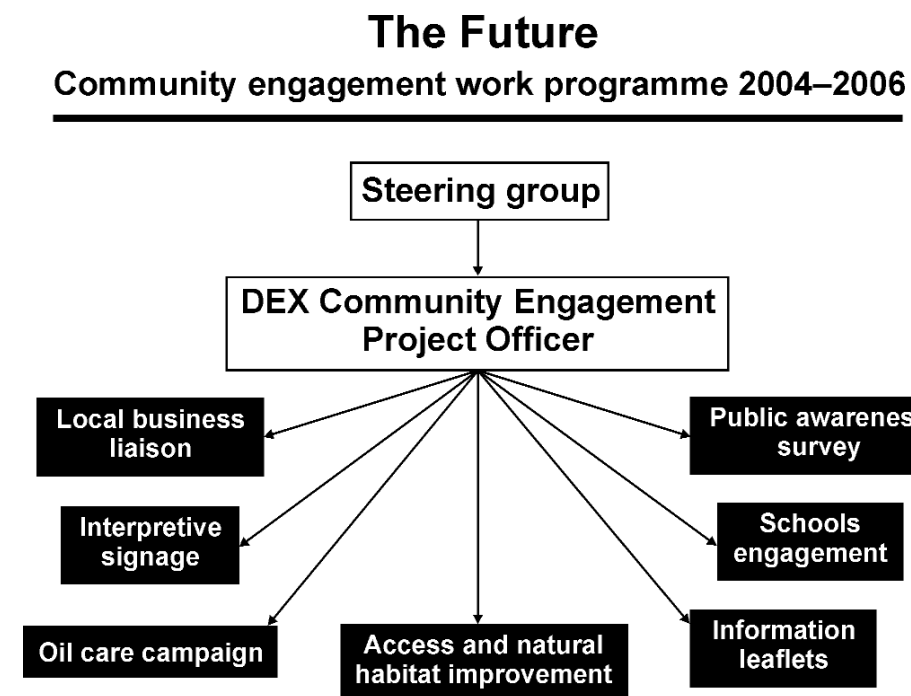 The Future
Community engagement work programme 2004–2006
Steering group
DEX Community Engagement
Project Officer
Local business
liaison
Public awarenes
survey
Interpretive
signage
Schools
engagement
Oil care campaign
Access and natural
habitat improvement
Information
leaflets